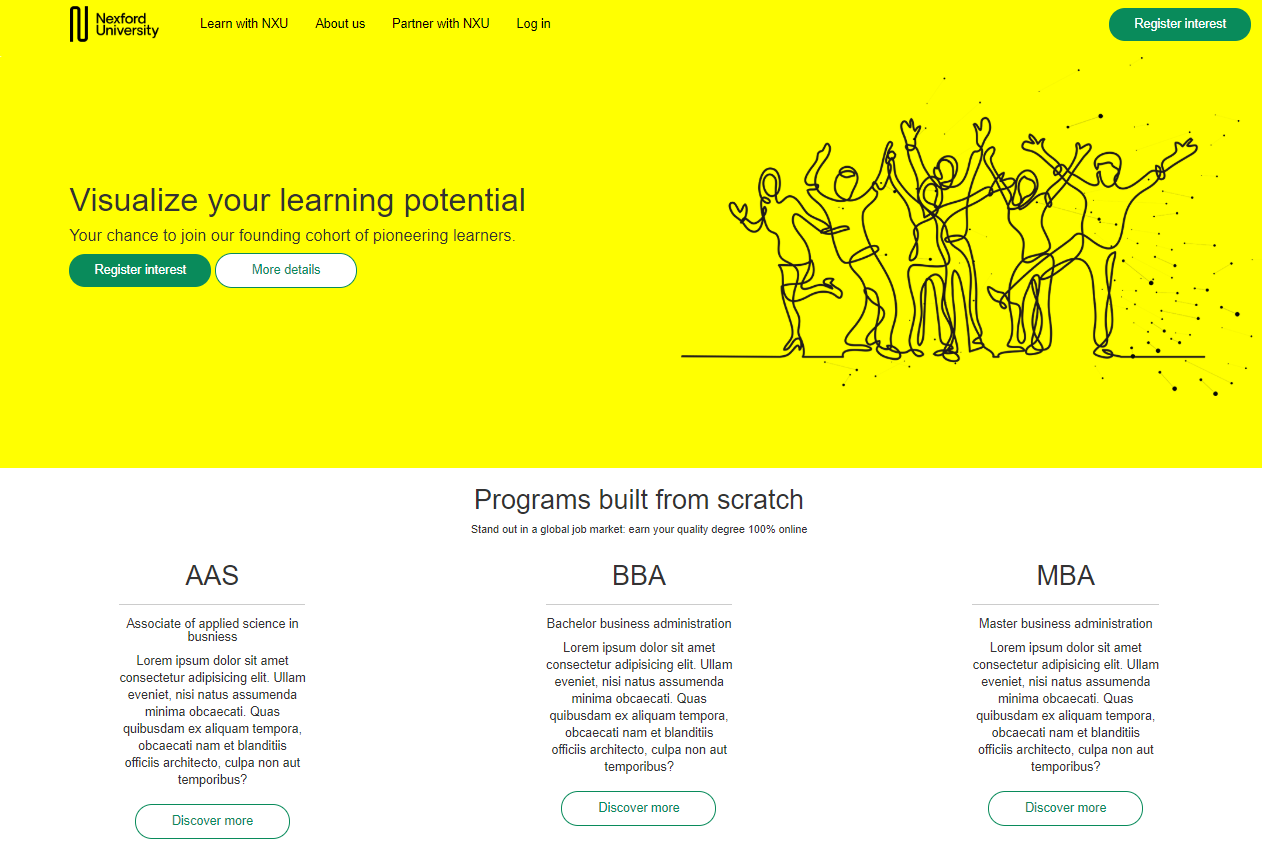 Nexford
University
Learn with NXU
About us
Partner with NXU
Log in
Register interest
Visualize your learning potential
Your chance to join our founding cohort of pioneering learners.
Register interest
More details
Programs built from scratch
Stand out in a global job market: earn your quality degree 100% online
AAS
Associate of applied science in
busniess
Lorem ipsum dolor sit amet
consectetur adipisicing elit. Ullam
eveniet, nisi natus assumenda
minima obcaecati. Quas
quibusdam ex aliquam tempora,
obcaecati nam et blanditiis
officiis architecto, culpa non aut
temporibus?
Discover more
BBA
Bachelor business administration
Lorem ipsum dolor sit amet
consectetur adipisicing elit. Ullam
eveniet, nisi natus assumenda
minima obcaecati. Quas
quibusdam ex aliquam tempora,
obcaecati nam et blanditiis
officiis architecto, culpa non aut
temporibus?
Discover more
MBA
Master business administration
Lorem ipsum dolor sit amet
consectetur adipisicing elit. Ullam
eveniet, nisi natus assumenda
minima obcaecati. Quas
quibusdam ex aliquam tempora,
obcaecati nam et blanditiis
officiis architecto, culpa non aut
temporibus?
Discover more